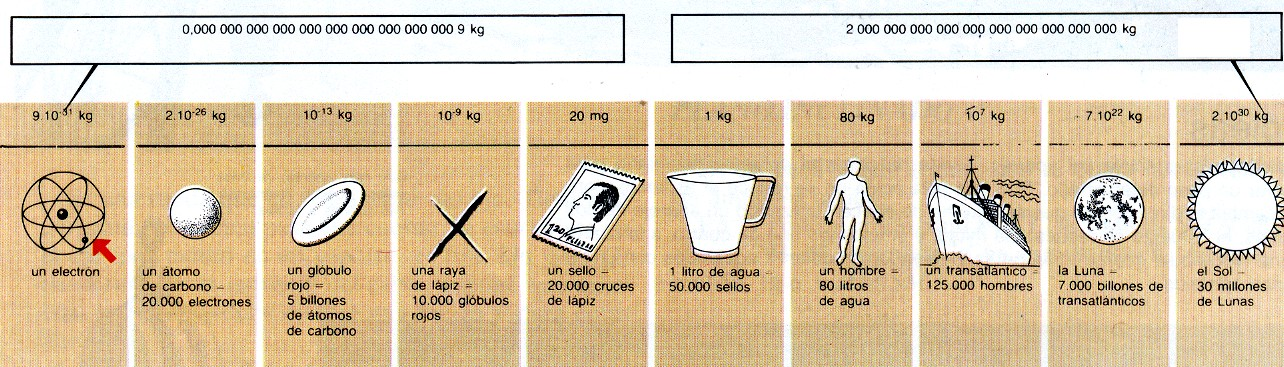 0,000 000 000 000 000 000 000 000 000 000 9 kg
2 000 000 000 000 000 000 000 000 000 000 kg
9.10⁻³¹ kg
2.10⁻²⁶ kg
10⁻¹³ kg
10⁻⁹ kg
20 mg
1 kg
80 kg
10⁷ kg
7.10²² kg
2.10³⁰ kg
un electrón
un átomo
de carbono =
20.000 electrones
un glóbulo
rojo =
5 billones
de átomos
de carbono
una raya
de lápiz =
10.000 glóbulos
rojos
un sello =
20.000 cruces
de lápiz
1 litro de agua =
50.000 sellos
un hombre =
80 litros
de agua
un transatlántico =
125.000 hombres
la Luna =
7.000 billones de
transatlánticos
el Sol =
30 millones
de Lunas